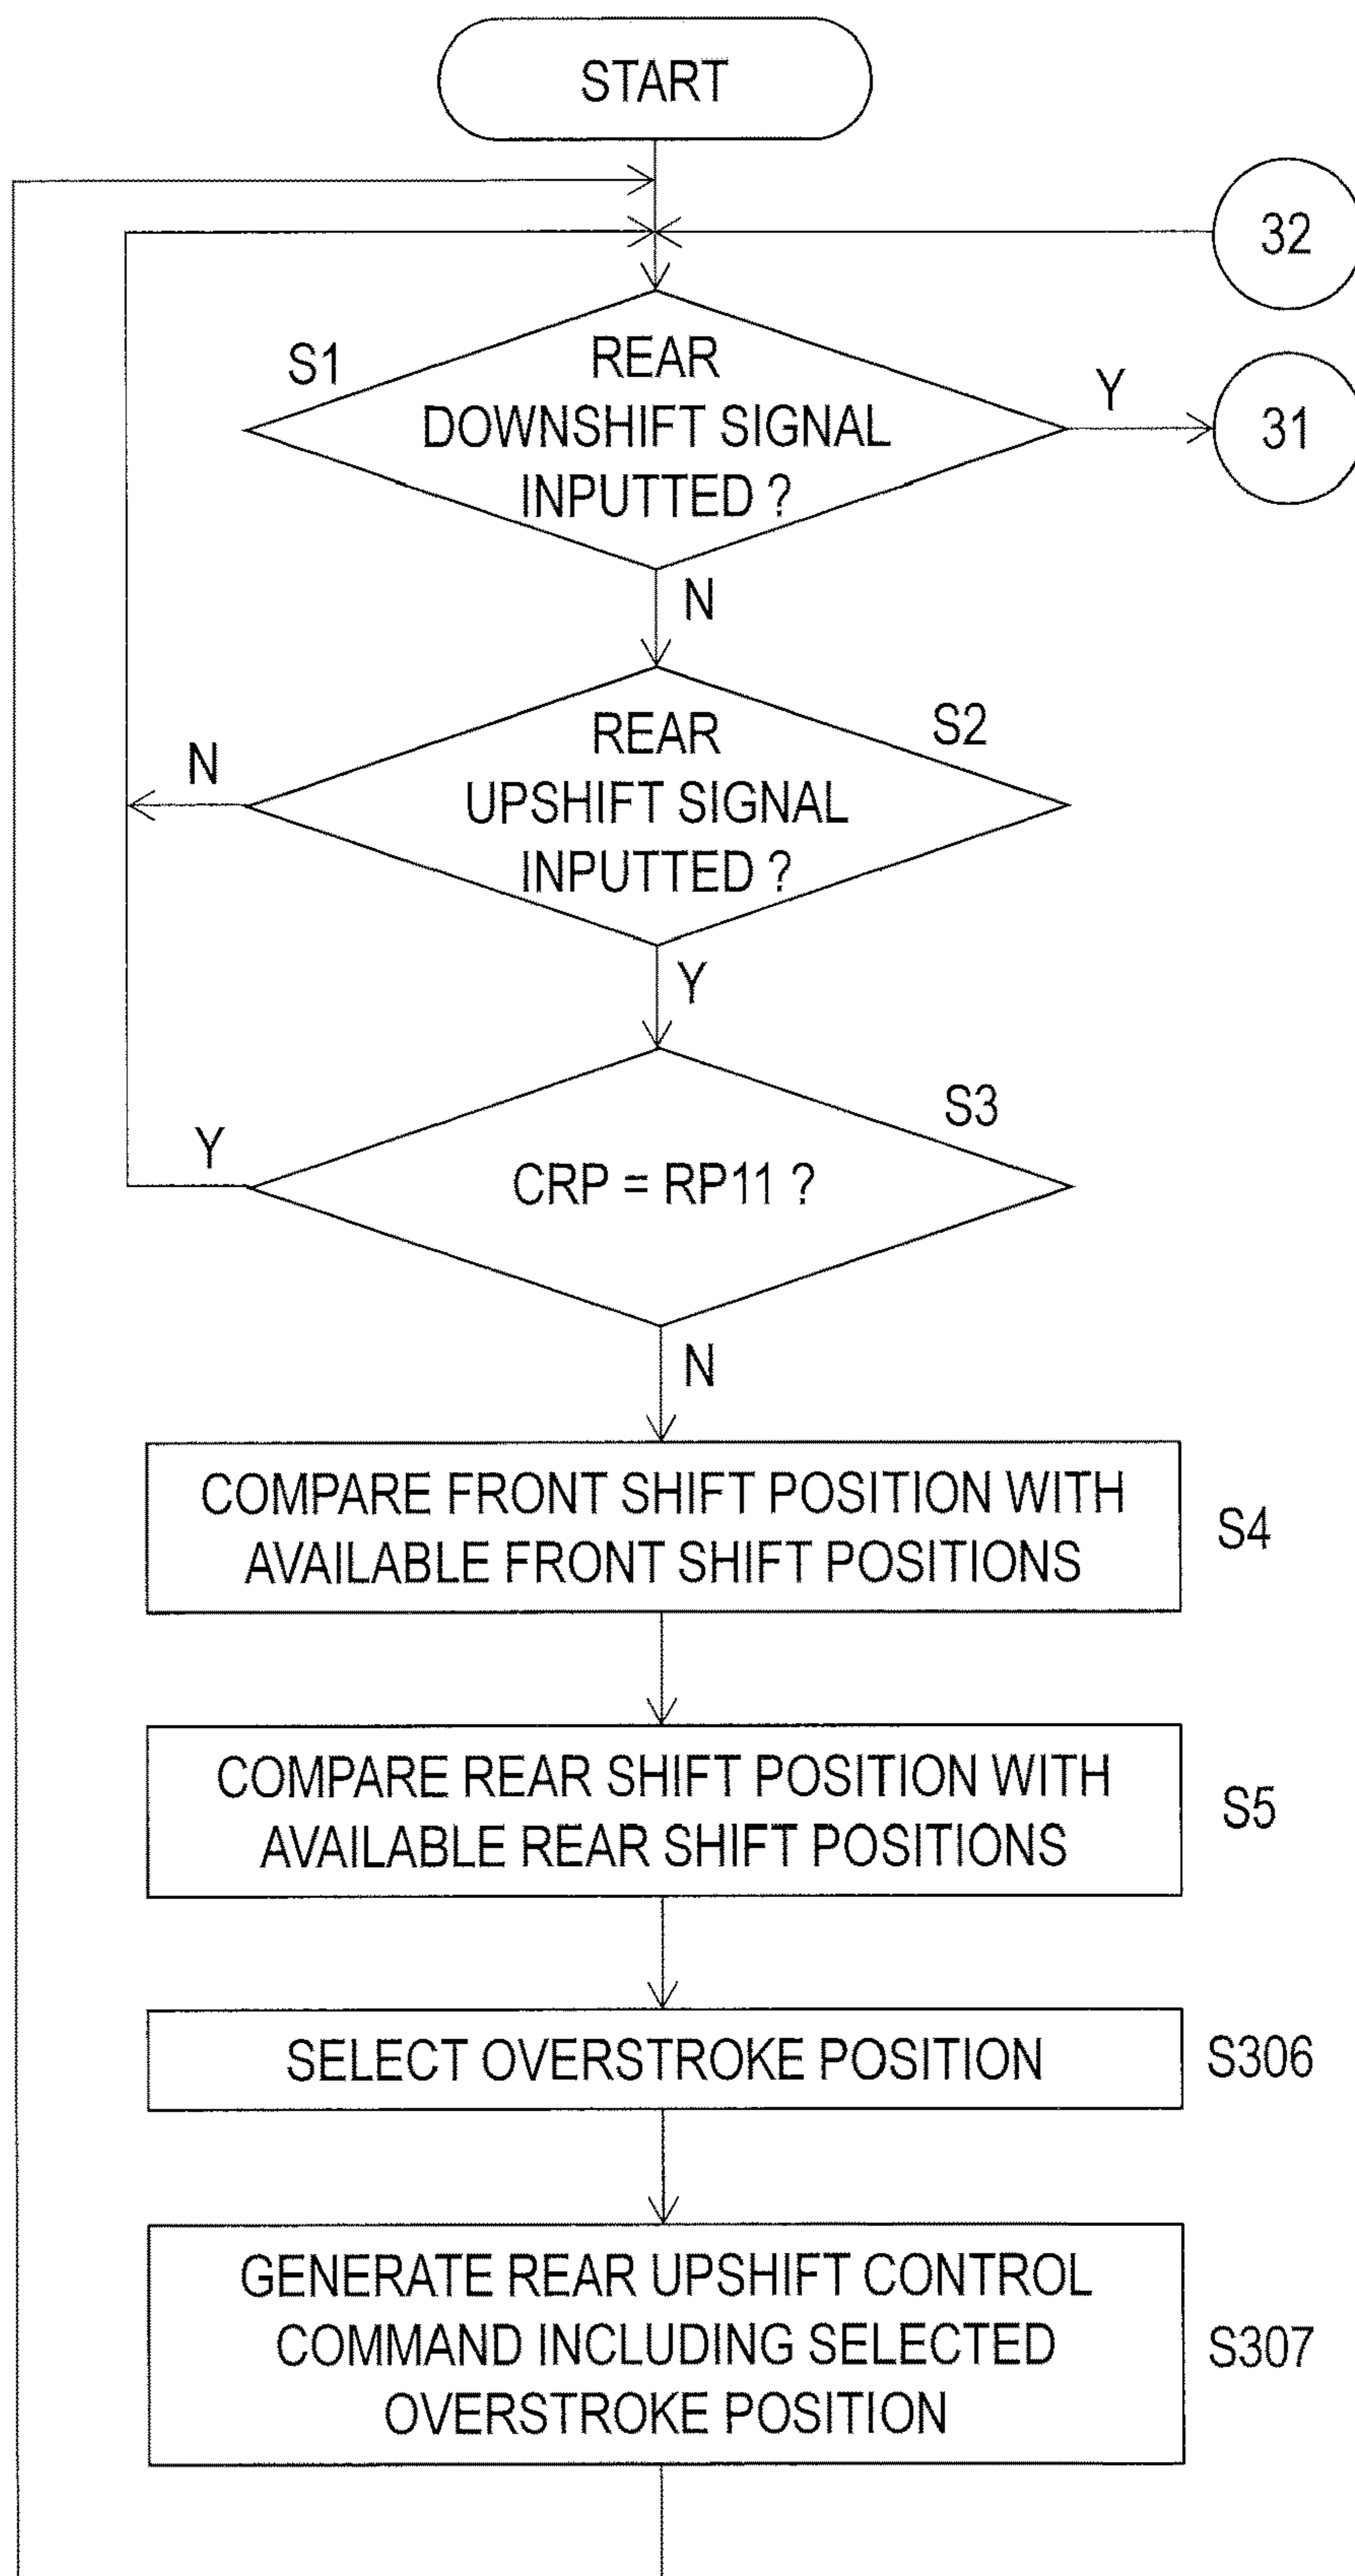 START
32
S1
REAR
DOWNSHIFT SIGNAL
INPUTTED ?
Y
31
N
REAR
UPSHIFT SIGNAL
INPUTTED ?
S2
N
Y
CRP = RP11 ?
S3
Y
N
COMPARE FRONT SHIFT POSITION WITH
AVAILABLE FRONT SHIFT POSITIONS
S4
COMPARE REAR SHIFT POSITION WITH
AVAILABLE REAR SHIFT POSITIONS
S5
SELECT OVERSTROKE POSITION
S306
GENERATE REAR UPSHIFT CONTROL
COMMAND INCLUDING SELECTED
OVERSTROKE POSITION
S307